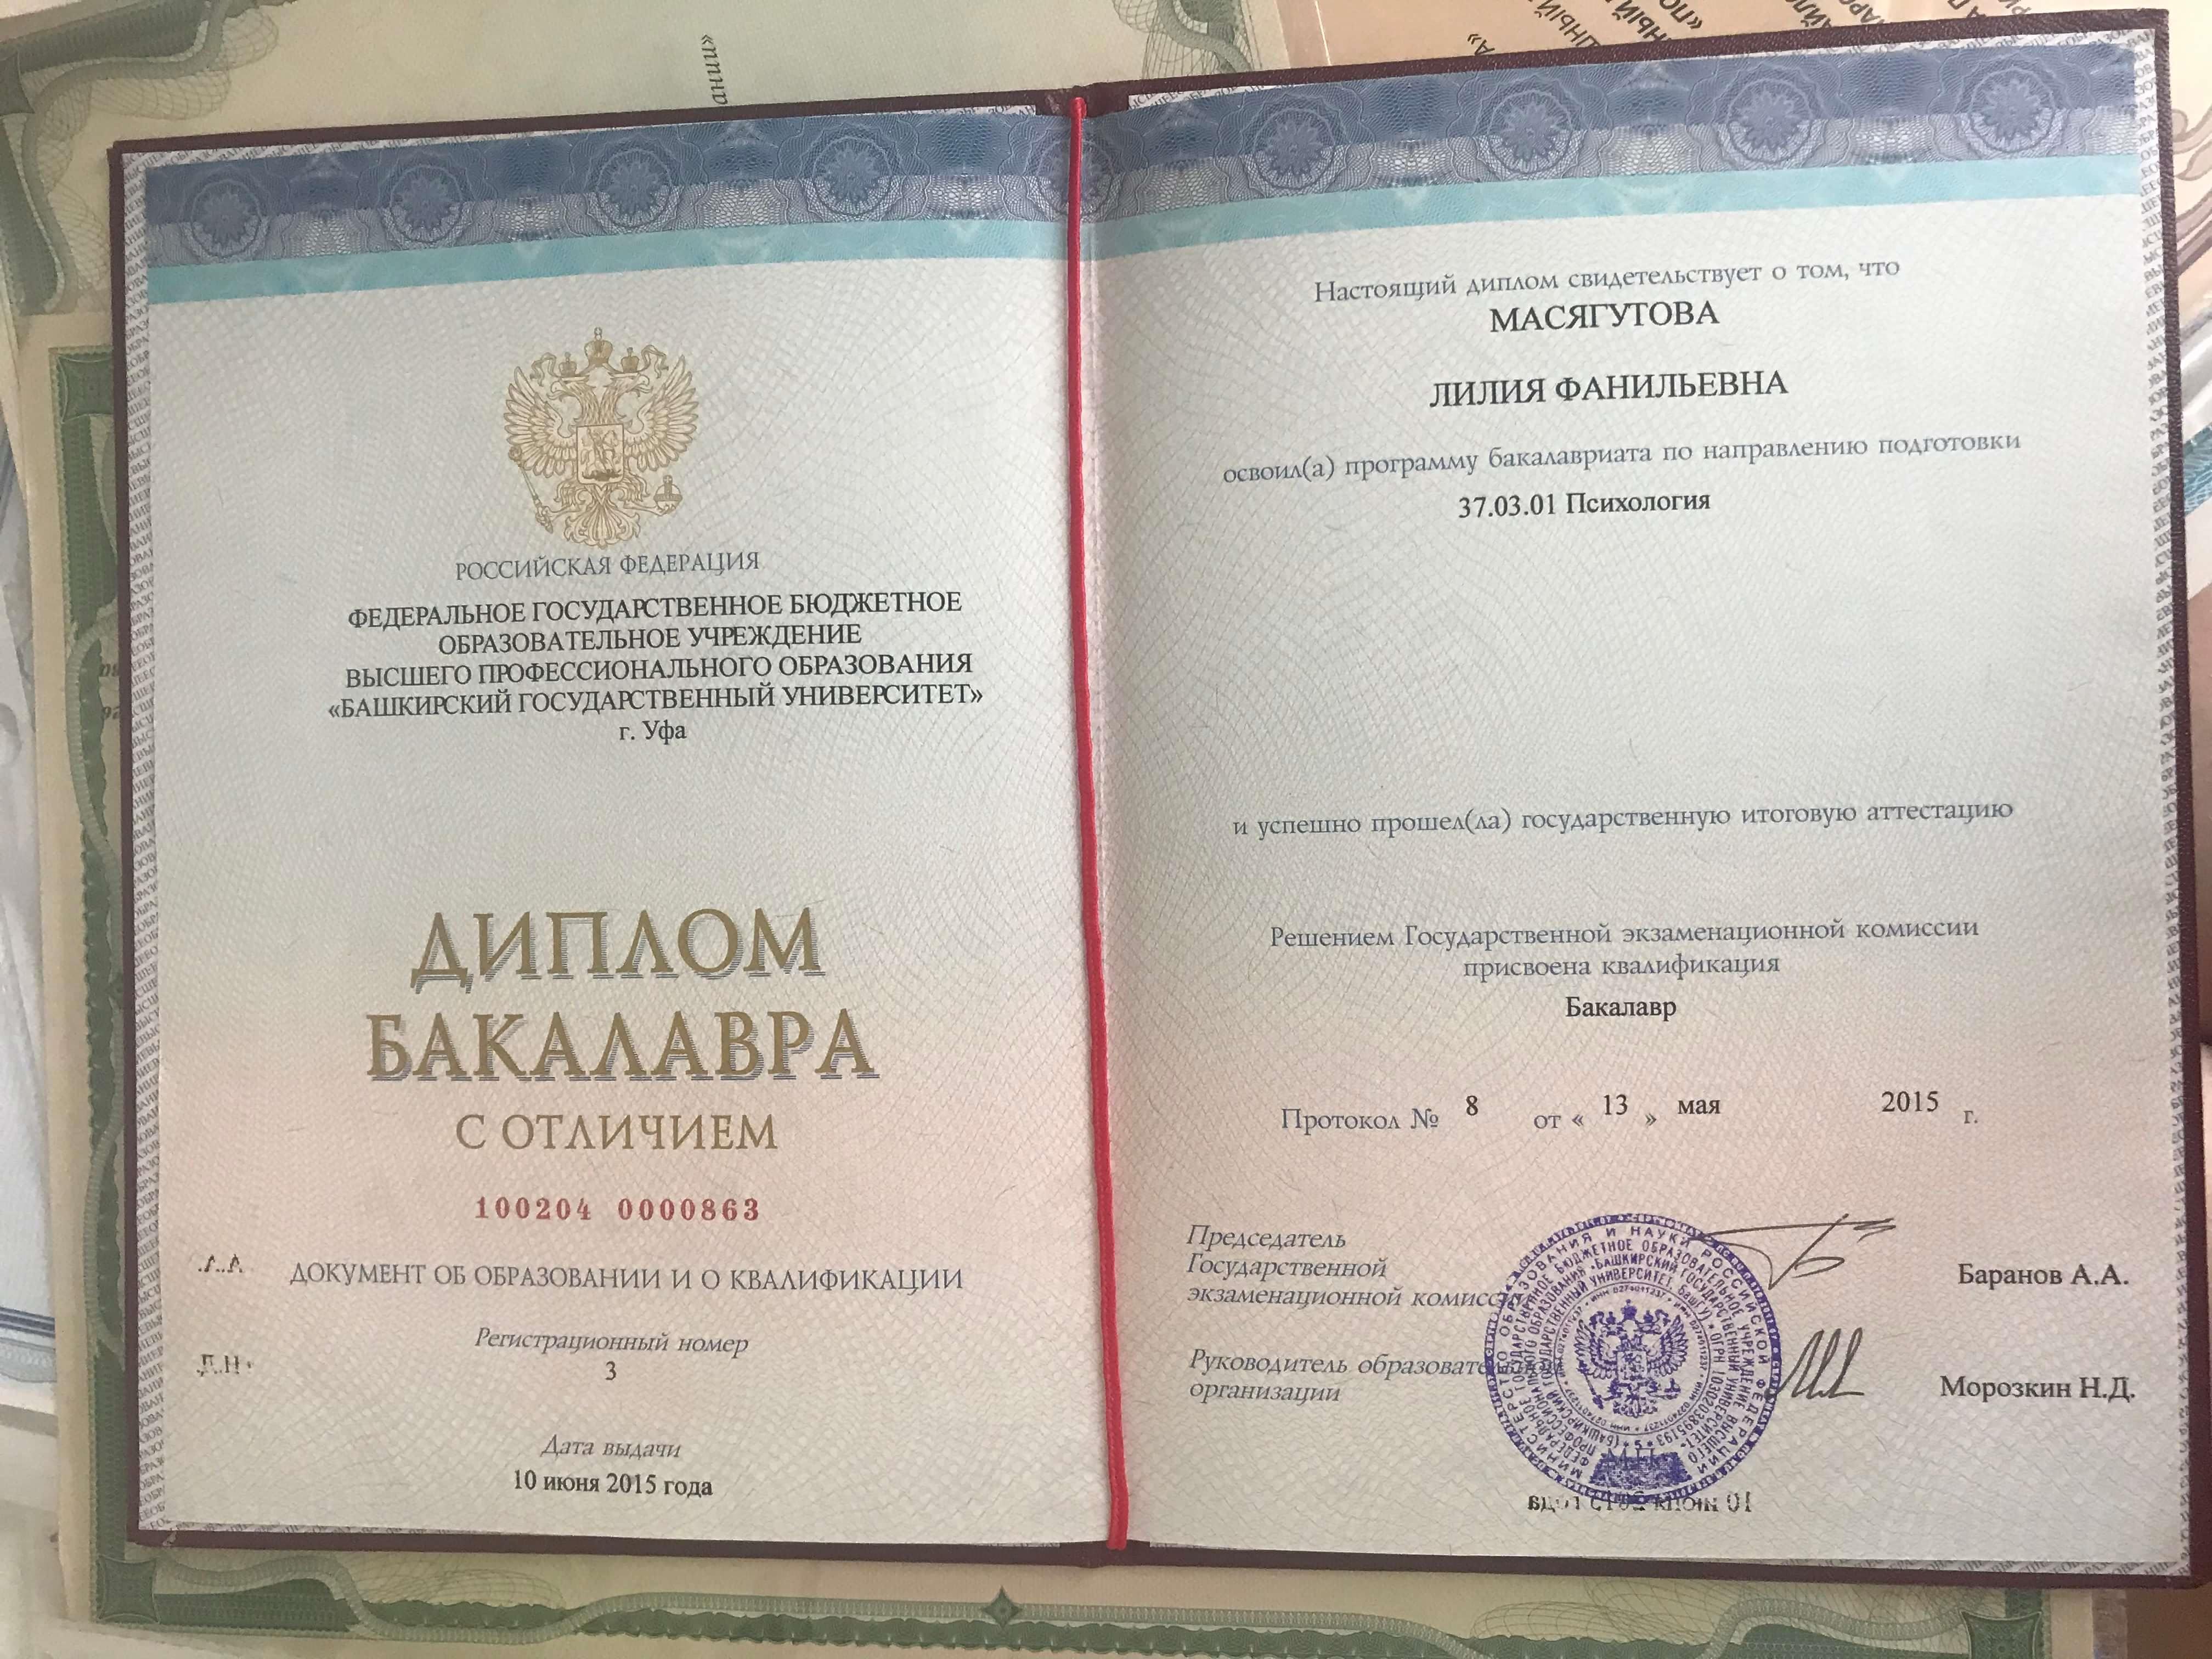 РОССИЙСКАЯ ФЕДЕРАЦИЯ
ФЕДЕРАЛЬНОЕ ГОСУДАРСТВЕННОЕ БЮДЖЕТНОЕ
ОБРАЗОВАТЕЛЬНОЕ УЧРЕЖДЕНИЕ
ВЫСШЕГО ПРОФЕССИОНАЛЬНОГО ОБРАЗОВАНИЯ
«БАШКИРСКИЙ ГОСУДАРСТВЕННЫЙ УНИВЕРСИТЕТ»
г. Уфа
ДИПЛОМ
БАКАЛАВРА
С ОТЛИЧИЕМ
100204 0000863
ДОКУМЕНТ ОБ ОБРАЗОВАНИИ И О КВАЛИФИКАЦИИ
Регистрационный номер
3
Дата выдачи
10 июня 2015 года
Настоящий диплом свидетельствует о том, что
МАСЯГУТОВА
ЛИЛИЯ ФАНИЛЬЕВНА
освоил(а) программу бакалавриата по направлению подготовки
37.03.01 Психология
и успешно прошел(ла) государственную итоговую аттестацию
Решением Государственной экзаменационной комиссии
присвоена квалификация
Бакалавр
Протокол № 8 от « 13 » мая 2015 г.
Председатель
Государственной
экзаменационной комиссии
Баранов А.А.
Руководитель образовательной
организации
Морозкин Н.Д.
М.П.